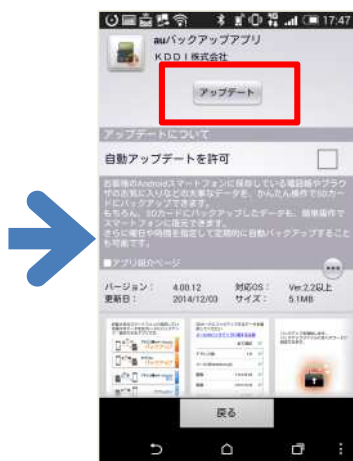 17:47
auバックアップアプリ
KDDI株式会社
アップデート
アップデートについて
自動アップデートを許可
お客様のAndroidスマートフォンに保存している電話帳やブラウ
ザのお気に入りなどの大事なデータを、かんたん操作でSDカー
ドにバックアップできます。
もちろん、SDカードにバックアップしたデータも、簡単操作で
スマートフォンに復元できます。
さらに曜日や時間を指定して定期的に自動バックアップすること
も可能です。
■アプリ紹介ページ
バージョン: 4.00.12 対応OS: Ver.2.2以上
更新日: 2014/12/03 サイズ: 5.1MB
戻る